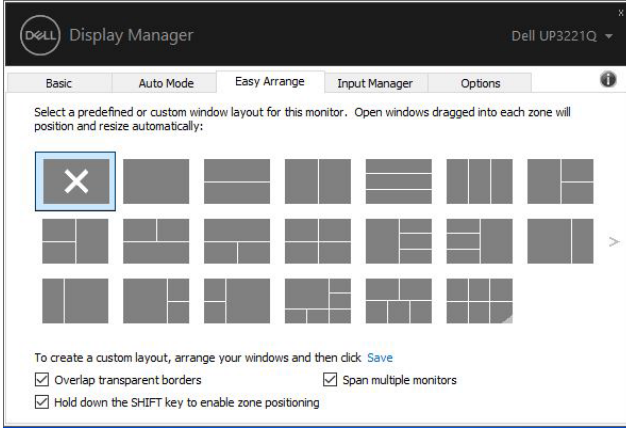 x
DELL Display Manager
Dell UP3221Q
Basic
Auto Mode
Easy Arrange
Input Manager
Options
i
Select a predefined or custom window layout for this monitor. Open windows dragged into each zone will
position and resize automatically:
>
To create a custom layout, arrange your windows and then click Save
Overlap transparent borders
Span multiple monitors
Hold down the SHIFT key to enable zone positioning